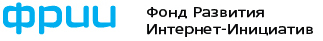 фрии
Фонд Развития
Интернет-Инициатив